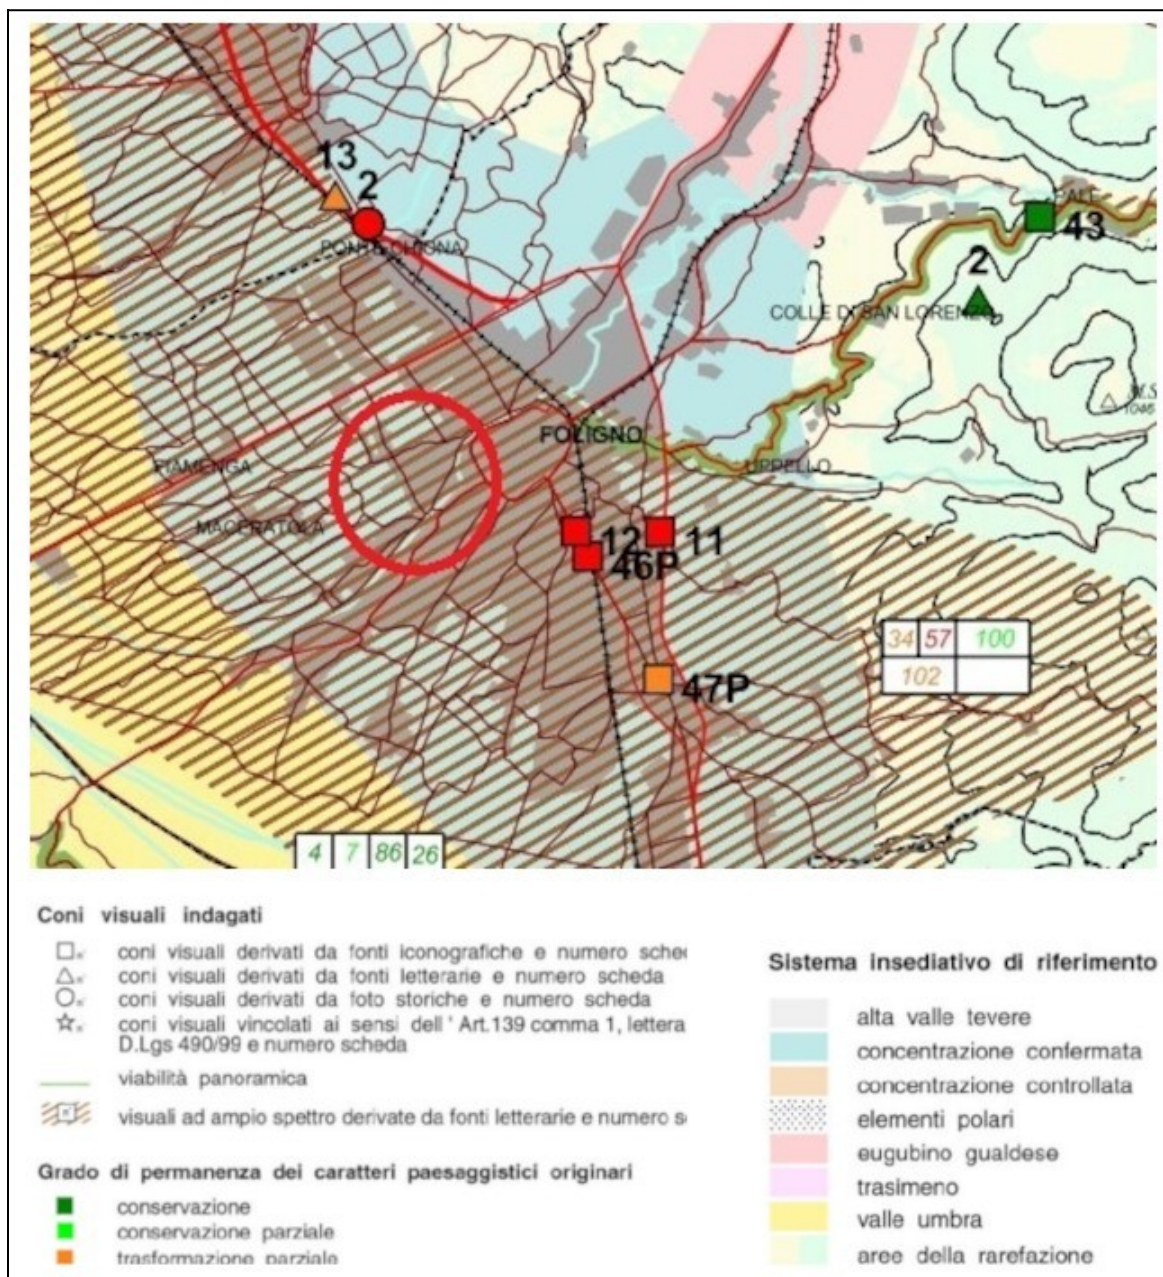 13
2
PONTE CENTESIMO
PALE
43
2
COLLE DI SAN LORENZO
1046
FOLIGNO
FIAMENGA
UPPELLO
MACERATOLA
12
11
46P
34 57 100
102
47P
4 7 86 26
Coni visuali indagati
coni visuali derivati da fonti iconografiche e numero sched
coni visuali derivati da fonti letterarie e numero scheda
coni visuali derivati da foto storiche e numero scheda
coni visuali vincolati ai sensi dell' Art.139 comma 1, lettera
D.Lgs 490/99 e numero scheda
viabilità panoramica
visuali ad ampio spettro derivate da fonti letterarie e numero s
Grado di permanenza dei caratteri paesaggistici originari
conservazione
conservazione parziale
trasformazione parziale
Sistema insediativo di riferimento
alta valle tevere
concentrazione confermata
concentrazione controllata
elementi polari
eugubino gualdese
trasimeno
valle umbra
aree della rarefazione